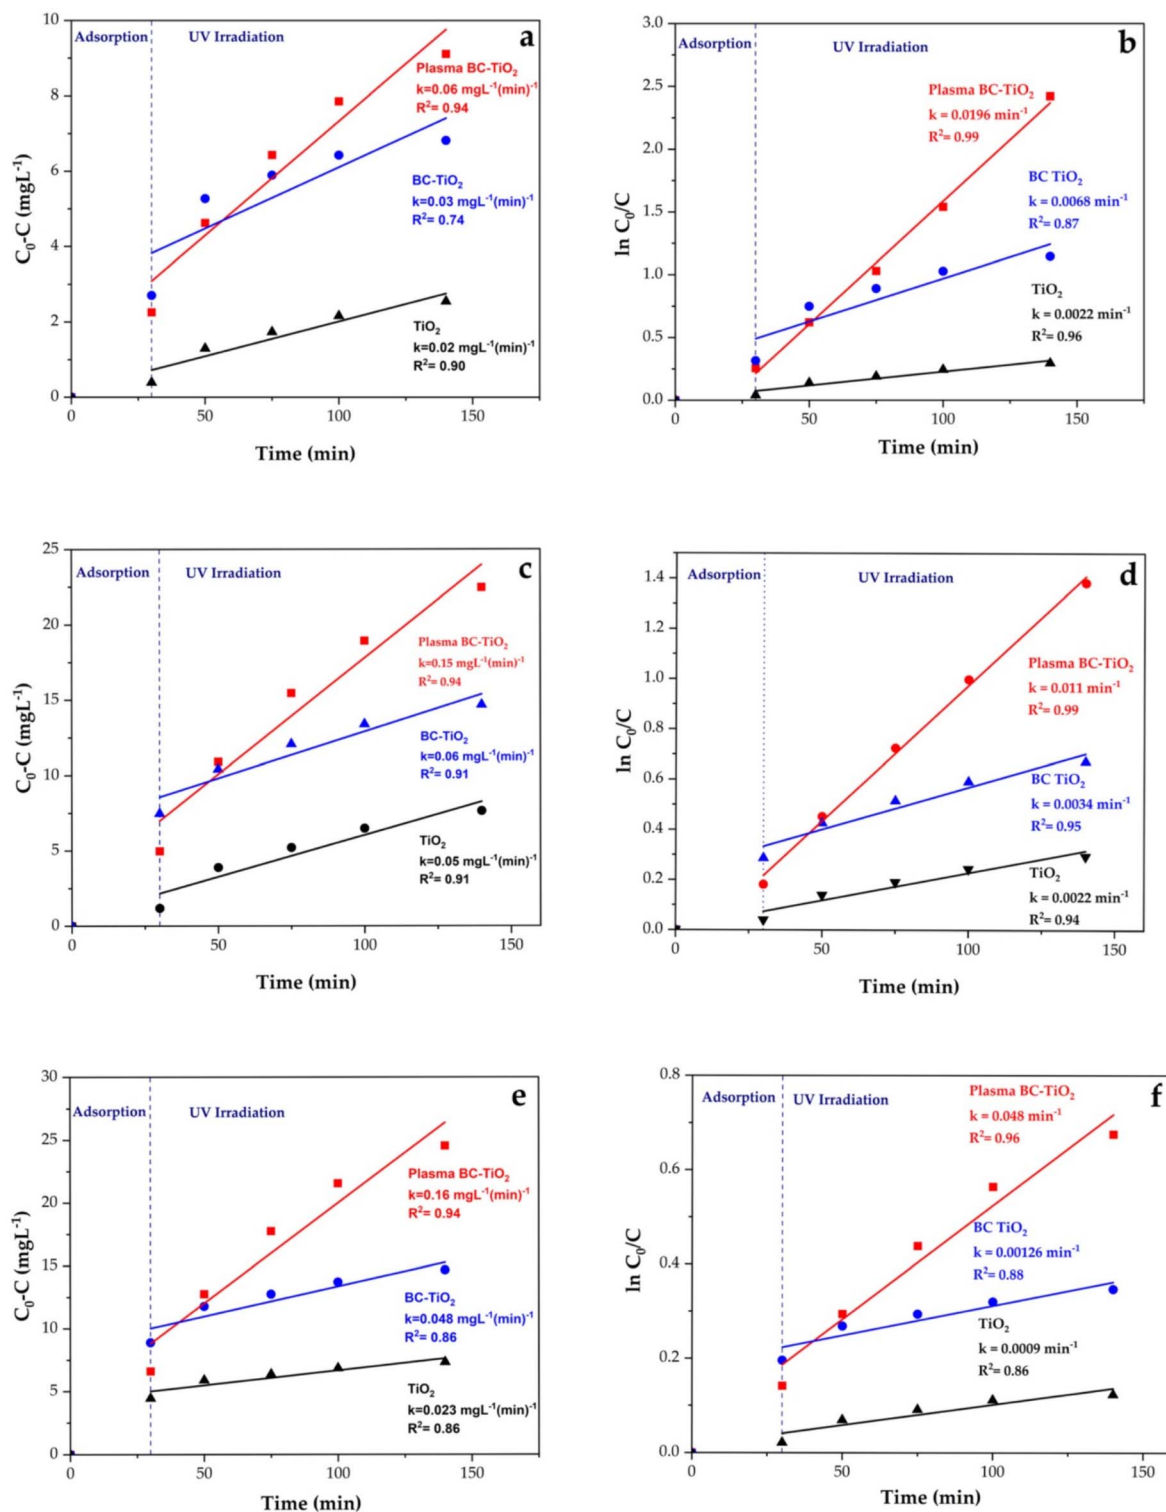 a
Adsorption
UV Irradiation
Plasma BC-TiO₂
k=0.06 mgL⁻¹(min)⁻¹
R²= 0.94
BC-TiO₂
k=0.03 mgL⁻¹(min)⁻¹
R²= 0.74
TiO₂
k=0.02 mgL⁻¹(min)⁻¹
R²= 0.90
C₀-C (mgL⁻¹)
10
8
6
4
2
0
0 50 100 150
Time (min)
b
Adsorption
UV Irradiation
Plasma BC-TiO₂
k = 0.0196 min⁻¹
R²= 0.99
BC TiO₂
k = 0.0068 min⁻¹
R²= 0.87
TiO₂
k = 0.0022 min⁻¹
R²= 0.96
ln C₀/C
3.0
2.5
2.0
1.5
1.0
0.5
0.0
0 50 100 150
Time (min)
c
Adsorption
UV Irradiation
Plasma BC-TiO₂
k=0.15 mgL⁻¹(min)⁻¹
R²= 0.94
BC-TiO₂
k=0.06 mgL⁻¹(min)⁻¹
R²= 0.91
TiO₂
k=0.05 mgL⁻¹(min)⁻¹
R²= 0.91
C₀-C (mgL⁻¹)
25
20
15
10
5
0
0 50 100 150
Time (min)
d
Adsorption
UV Irradiation
Plasma BC-TiO₂
k = 0.011 min⁻¹
R²= 0.99
BC TiO₂
k = 0.0034 min⁻¹
R²= 0.95
TiO₂
k = 0.0022 min⁻¹
R²= 0.94
ln C₀/C
1.4
1.2
1.0
0.8
0.6
0.4
0.2
0.0
0 50 100 150
Time (min)
e
Adsorption
UV Irradiation
Plasma BC-TiO₂
k=0.16 mgL⁻¹(min)⁻¹
R²= 0.94
BC-TiO₂
k=0.048 mgL⁻¹(min)⁻¹
R²= 0.86
TiO₂
k=0.023 mgL⁻¹(min)⁻¹
R²= 0.86
C₀-C (mgL⁻¹)
30
25
20
15
10
5
0
0 50 100 150
Time (min)
f
Adsorption
UV Irradiation
Plasma BC-TiO₂
k = 0.048 min⁻¹
R²= 0.96
BC TiO₂
k = 0.00126 min⁻¹
R²= 0.88
TiO₂
k = 0.0009 min⁻¹
R²= 0.86
ln C₀/C
0.8
0.6
0.4
0.2
0.0
0 50 100 150
Time (min)